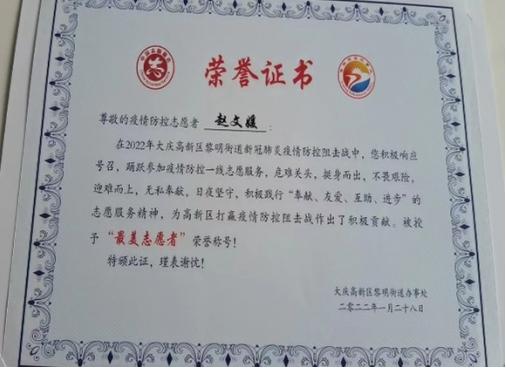 荣誉证书
尊敬的疫情防控志愿者 赵文媛：
在2022年大庆高新区黎明街道新冠肺炎疫情防控阻击战中，您积极响应
号召，踊跃参加疫情防控一线志愿服务，危难关头，挺身而出，不畏艰险，
迎难而上，无私奉献，日夜坚守，积极践行“奉献、友爱、互助、进步”的
志愿服务精神，为高新区打赢疫情防控阻击战作出了积极贡献。被授
予“最美志愿者”荣誉称号！
特颁此证，瑾表谢忱！
大庆高新区黎明街道办事处
二〇二二年一月二十八日